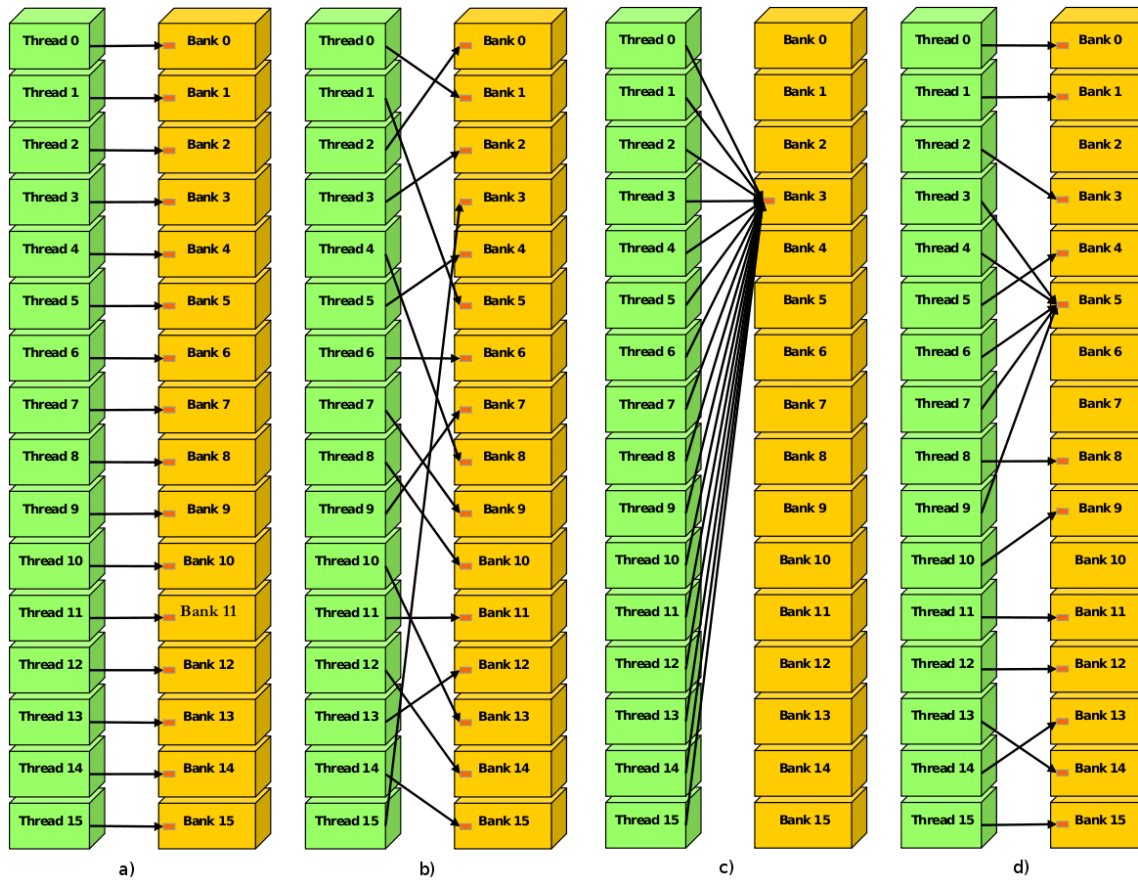 Thread 0 Bank 0 Thread 0 Bank 0 Thread 0 Bank 0 Thread 0 Bank 0
Thread 1 Bank 1 Thread 1 Bank 1 Thread 1 Bank 1 Thread 1 Bank 1
Thread 2 Bank 2 Thread 2 Bank 2 Thread 2 Bank 2 Thread 2 Bank 2
Thread 3 Bank 3 Thread 3 Bank 3 Thread 3 Bank 3 Thread 3 Bank 3
Thread 4 Bank 4 Thread 4 Bank 4 Thread 4 Bank 4 Thread 4 Bank 4
Thread 5 Bank 5 Thread 5 Bank 5 Thread 5 Bank 5 Thread 5 Bank 5
Thread 6 Bank 6 Thread 6 Bank 6 Thread 6 Bank 6 Thread 6 Bank 6
Thread 7 Bank 7 Thread 7 Bank 7 Thread 7 Bank 7 Thread 7 Bank 7
Thread 8 Bank 8 Thread 8 Bank 8 Thread 8 Bank 8 Thread 8 Bank 8
Thread 9 Bank 9 Thread 9 Bank 9 Thread 9 Bank 9 Thread 9 Bank 9
Thread 10 Bank 10 Thread 10 Bank 10 Thread 10 Bank 10 Thread 10 Bank 10
Thread 11 Bank 11 Thread 11 Bank 11 Thread 11 Bank 11 Thread 11 Bank 11
Thread 12 Bank 12 Thread 12 Bank 12 Thread 12 Bank 12 Thread 12 Bank 12
Thread 13 Bank 13 Thread 13 Bank 13 Thread 13 Bank 13 Thread 13 Bank 13
Thread 14 Bank 14 Thread 14 Bank 14 Thread 14 Bank 14 Thread 14 Bank 14
Thread 15 Bank 15 Thread 15 Bank 15 Thread 15 Bank 15 Thread 15 Bank 15
a) b) c) d)